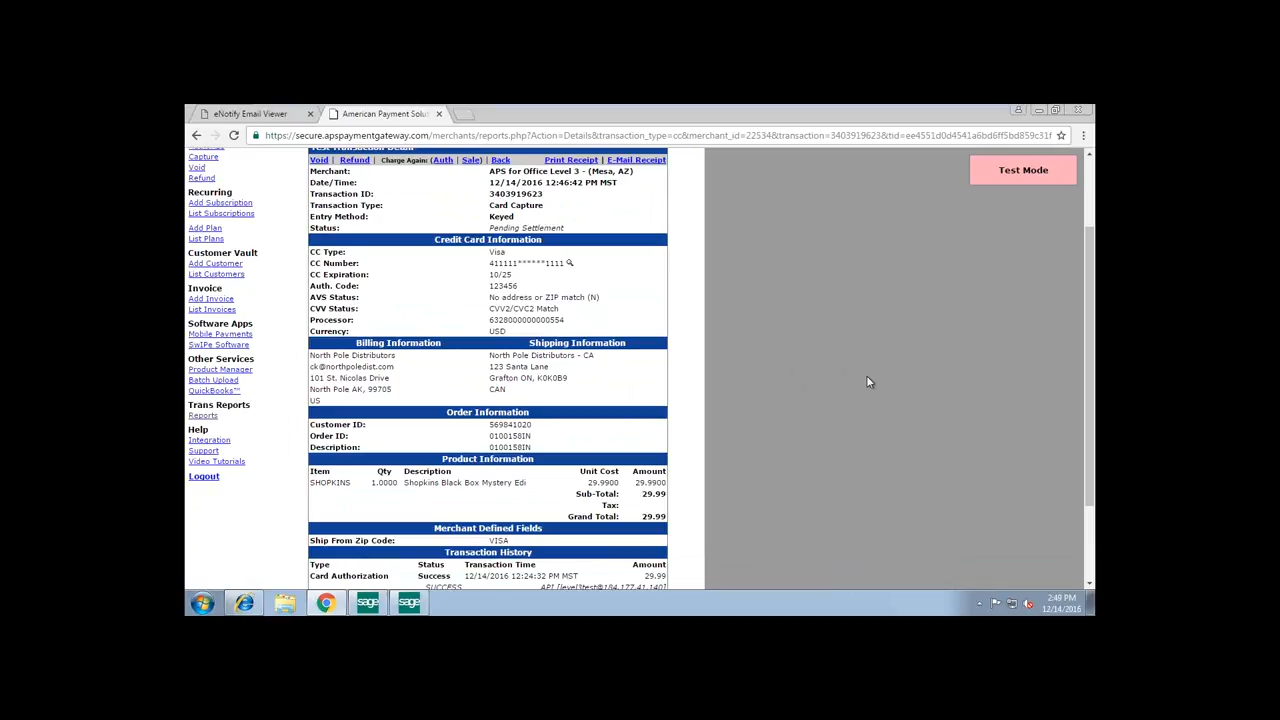 eNotify Email Viewer
American Payment Solu
https://secure.apspaymentgateway.com/merchants/reports.php?Action=Details&transaction_type=cc&merchant_id=22534&transaction=3403919623&tid=ee4551d0d4541a6bd6ff5bd859c31f
Test Mode
Capture
Void
Refund
Recurring
Add Subscription
List Subscriptions
Add Plan
List Plans
Customer Vault
Add Customer
List Customers
Invoice
Add Invoice
List Invoices
Software Apps
Mobile Payments
SwIPe Software
Other Services
Product Manager
Batch Upload
QuickBooks™
Trans Reports
Reports
Help
Integration
Support
Video Tutorials
Logout
Void | Refund | Charge Again: (Auth | Sale) | Back Print Receipt | E-Mail Receipt
Merchant: APS for Office Level 3 - (Mesa, AZ)
Date/Time: 12/14/2016 12:46:42 PM MST
Transaction ID: 3403919623
Transaction Type: Card Capture
Entry Method: Keyed
Status: Pending Settlement
Credit Card Information
CC Type: Visa
CC Number: 411111******1111
CC Expiration: 10/25
Auth. Code: 123456
AVS Status: No address or ZIP match (N)
CVV Status: CVV2/CVC2 Match
Processor: 6328000000000554
Currency: USD
Billing Information Shipping Information
North Pole Distributors North Pole Distributors - CA
ck@northpoledist.com 123 Santa Lane
101 St. Nicolas Drive Grafton ON, K0K0B9
North Pole AK, 99705 CAN
US
Order Information
Customer ID: 569841020
Order ID: 0100158IN
Description: 0100158IN
Product Information
Item Qty Description Unit Cost Amount
SHOPKINS 1.0000 Shopkins Black Box Mystery Edi 29.9900 29.9900
Sub-Total: 29.99
Tax:
Grand Total: 29.99
Merchant Defined Fields
Ship From Zip Code: VISA
Transaction History
Type Status Transaction Time Amount
Card Authorization Success 12/14/2016 12:24:32 PM MST 29.99
SUCCESS API [level3test@184.177.41.140]
sage
sage
2:49 PM
12/14/2016